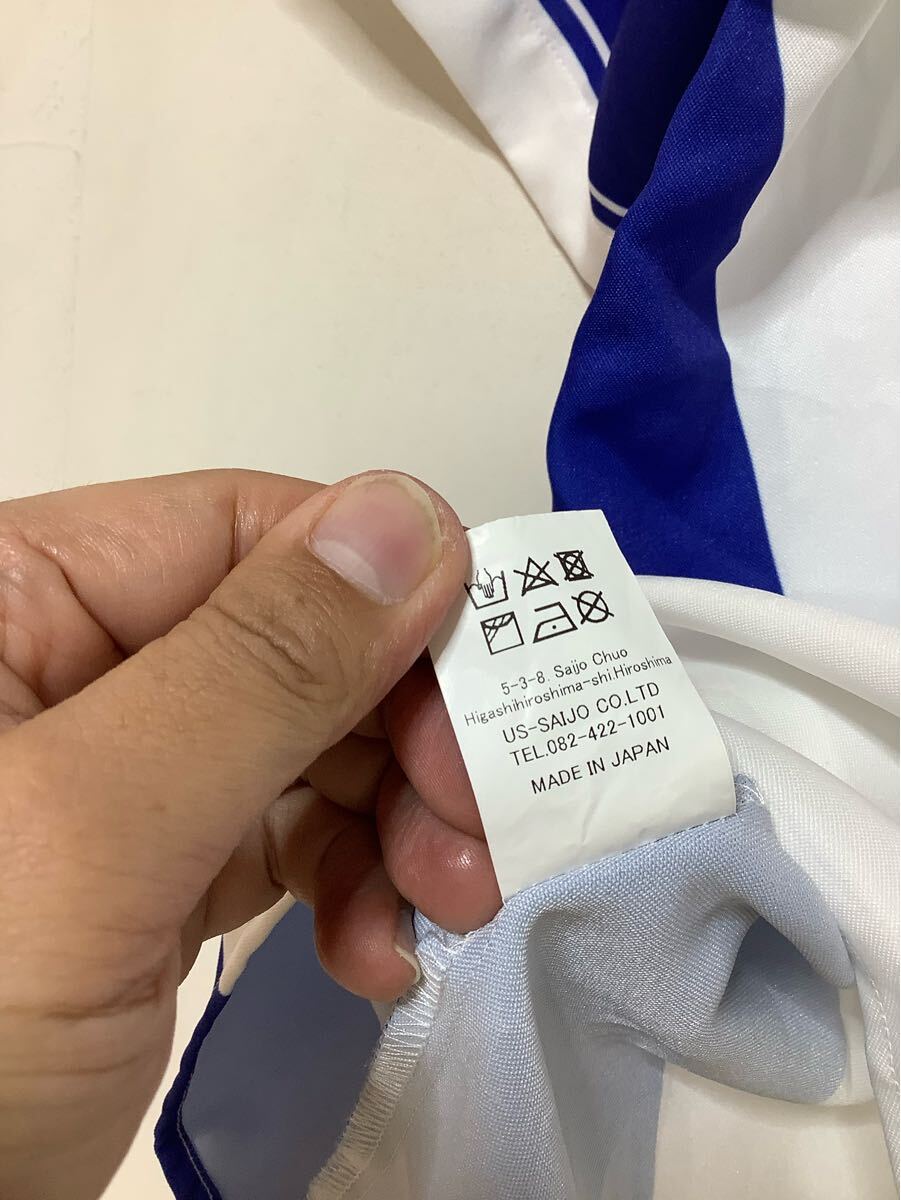 5-3-8. Saijo Chuo
Higashihiroshima-shi.Hiroshima
US-SAIJO CO.LTD
TEL.082-422-1001
MADE IN JAPAN